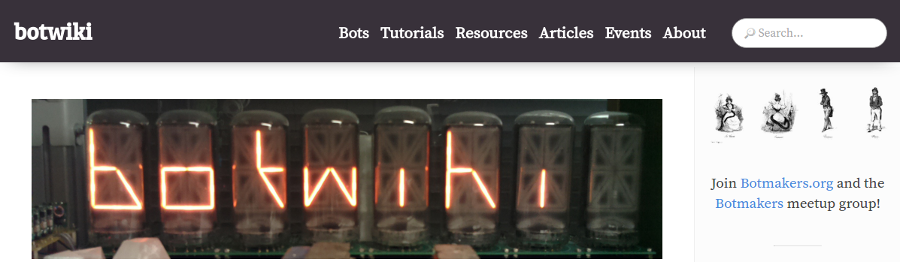 botwiki
Bots Tutorials Resources Articles Events About
Search...
botwiki
Join Botmakers.org and the
Botmakers meetup group!